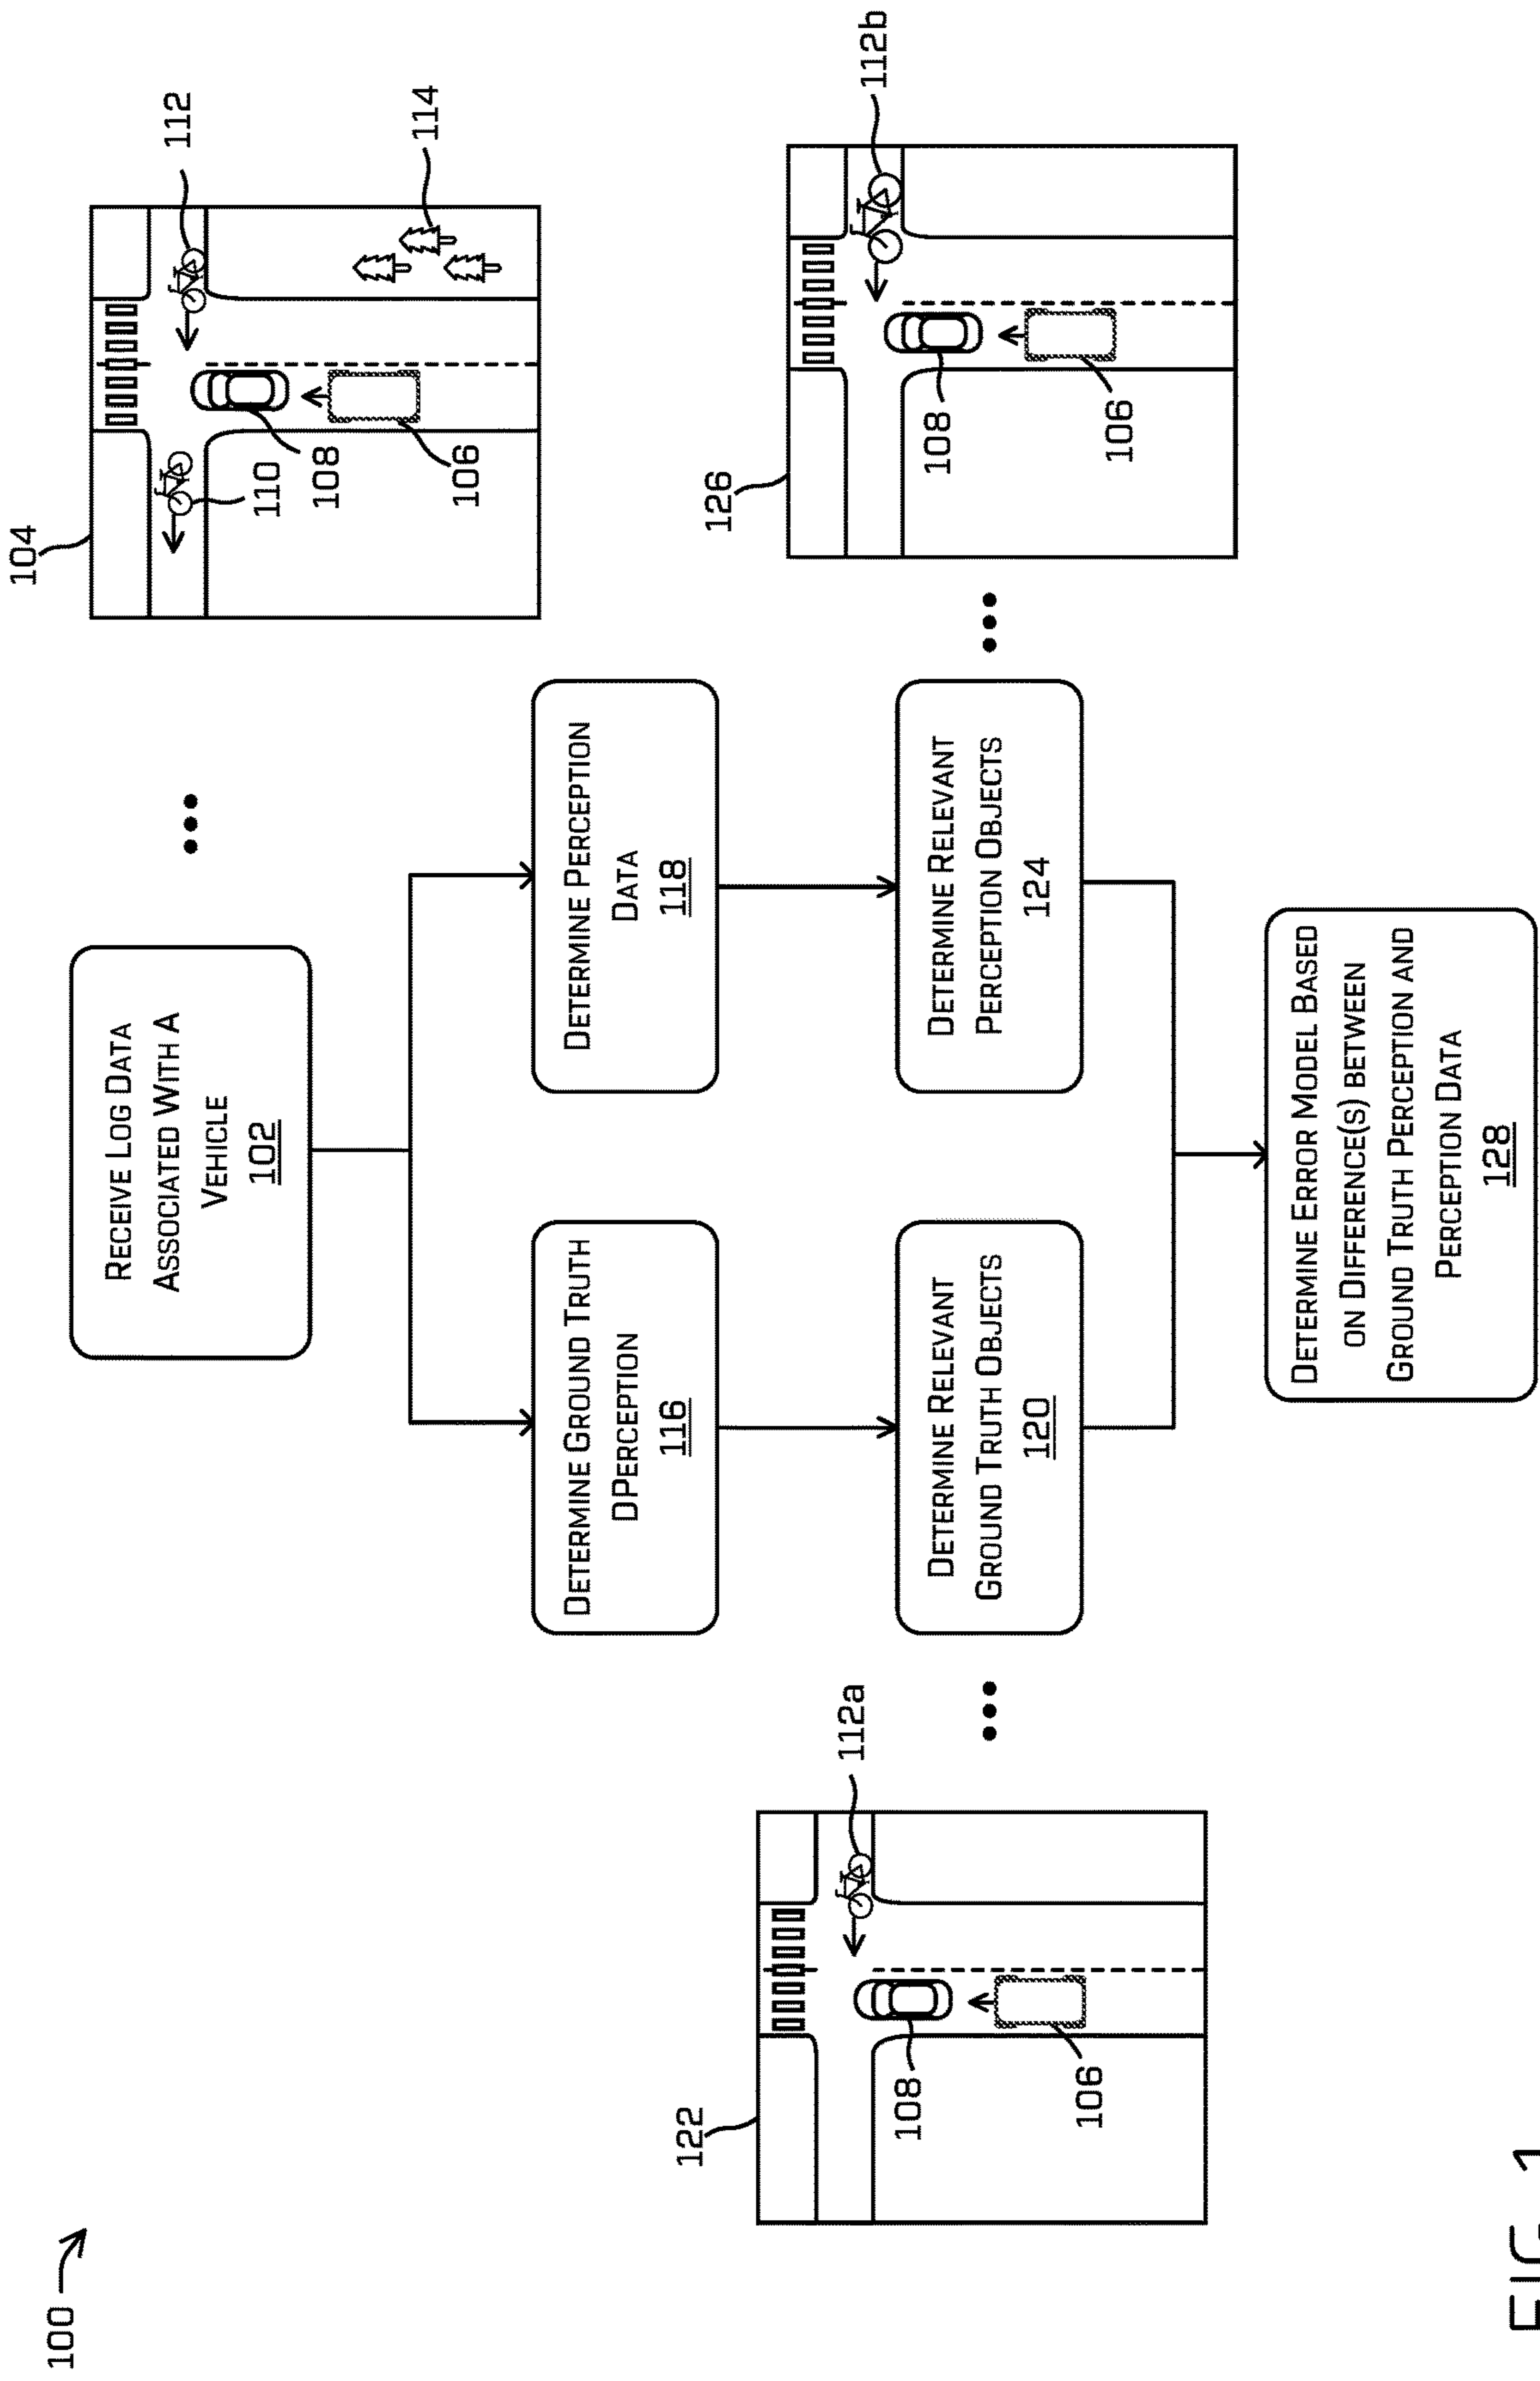 100
RECEIVE LOG DATA
ASSOCIATED WITH A
VEHICLE
102
104
112
110
108
106
114
DETERMINE GROUND TRUTH
DPERCEPTION
116
DETERMINE PERCEPTION
DATA
118
122
112a
108
106
DETERMINE RELEVANT
GROUND TRUTH OBJECTS
120
DETERMINE RELEVANT
PERCEPTION OBJECTS
124
126
112b
108
106
DETERMINE ERROR MODEL BASED
ON DIFFERENCE(S) BETWEEN
GROUND TRUTH PERCEPTION AND
PERCEPTION DATA
128
FIG. 1